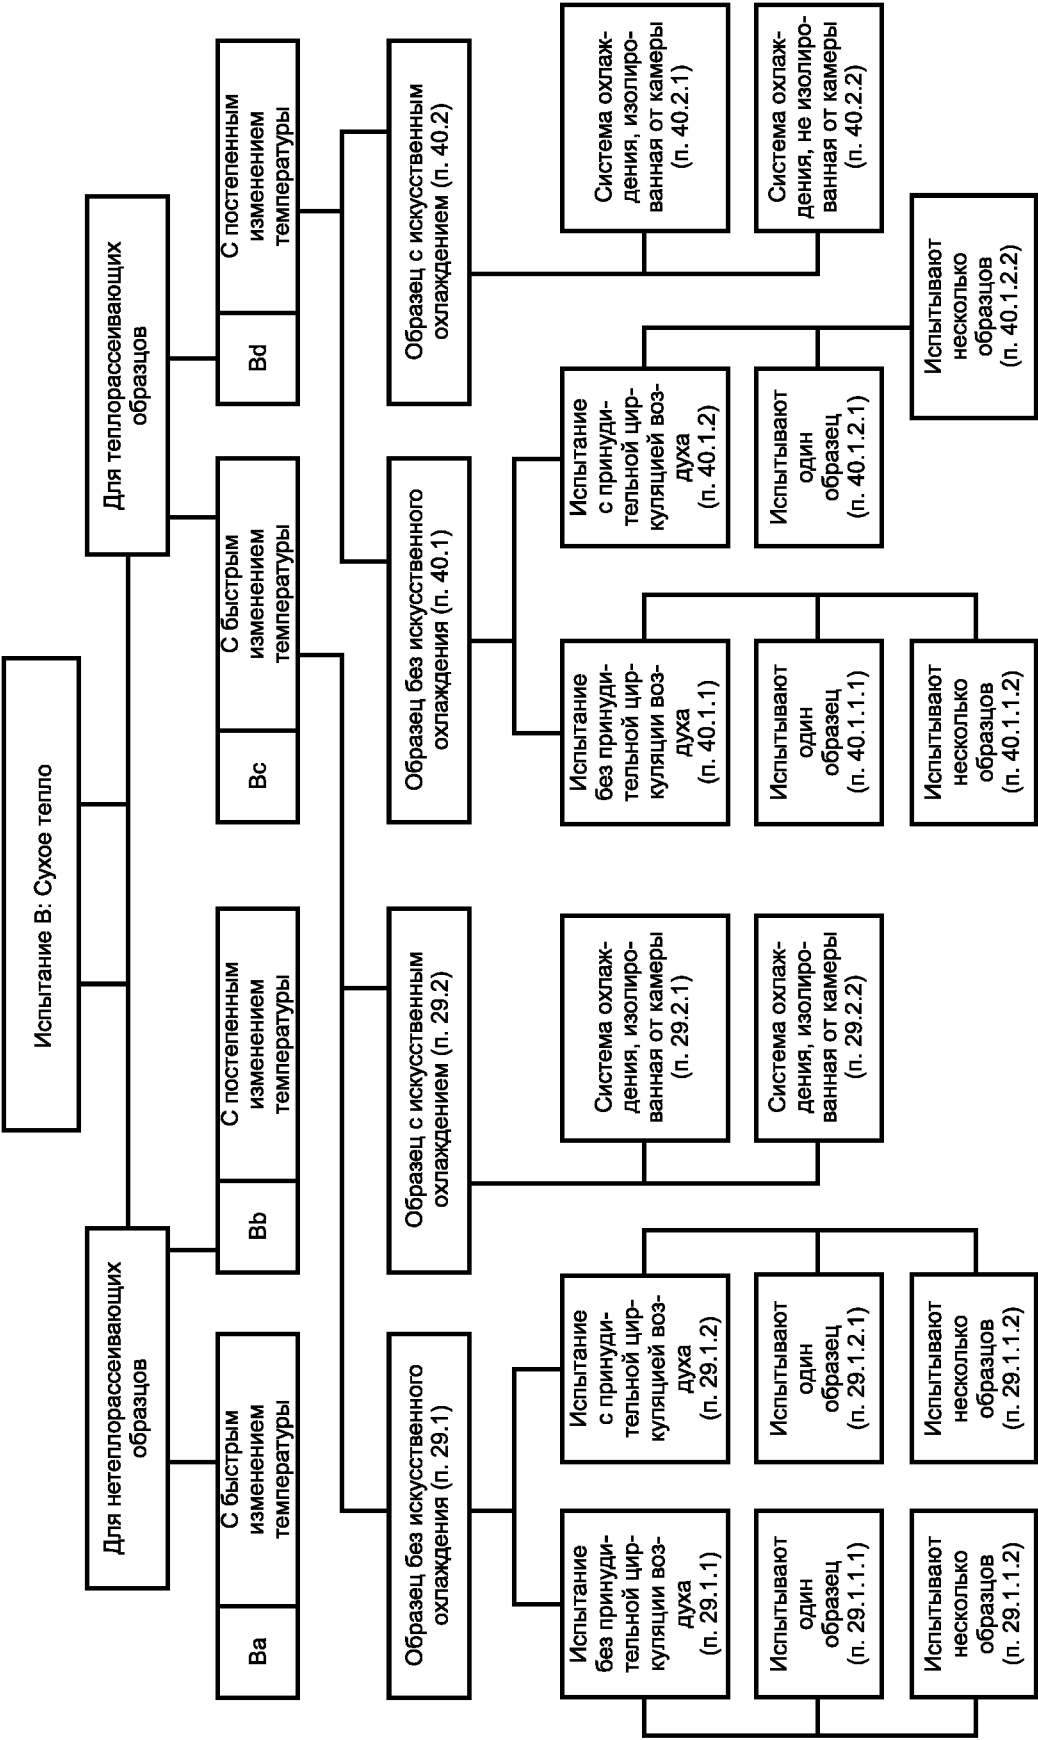 Испытание В: Сухое тепло
Для нетеплорассеивающих
образцов
Для теплорассеивающих
образцов
Ba
С быстрым
изменением
температуры
Bb
С постепенным
изменением
температуры
Bc
С быстрым
изменением
температуры
Bd
С постепенным
изменением
температуры
Образец без искусственного
охлаждения (п. 29.1)
Образец с искусственным
охлаждением (п. 29.2)
Образец без искусственного
охлаждения (п. 40.1)
Образец с искусственным
охлаждением (п. 40.2)
Испытание
без принуди-
тельной цир-
куляции воз-
духа
(п. 29.1.1)
Испытание
с принуди-
тельной цир-
куляцией воз-
духа
(п. 29.1.2)
Система охлаж-
дения, изолиро-
ванная от камеры
(п. 29.2.1)
Испытание
без принуди-
тельной цир-
куляции воз-
духа
(п. 40.1.1)
Испытание
с принуди-
тельной цир-
куляцией воз-
духа
(п. 40.1.2)
Система охлаж-
дения, изолиро-
ванная от камеры
(п. 40.2.1)
Испытывают
один
образец
(п. 29.1.1.1)
Испытывают
один
образец
(п. 29.1.2.1)
Система охлаж-
дения, изолиро-
ванная от камеры
(п. 29.2.2)
Испытывают
один
образец
(п. 40.1.1.1)
Испытывают
один
образец
(п. 40.1.2.1)
Система охлаж-
дения, не изолиро-
ванная от камеры
(п. 40.2.2)
Испытывают
несколько
образцов
(п. 29.1.1.2)
Испытывают
несколько
образцов
(п. 29.1.1.2)
Испытывают
несколько
образцов
(п. 40.1.1.2)
Испытывают
несколько
образцов
(п. 40.1.2.2)